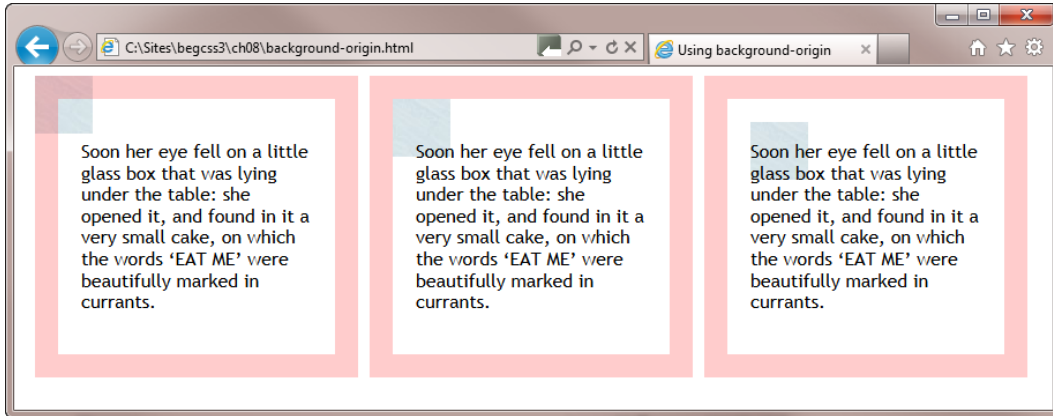 C:\Sites\begcss3\ch08\background-origin.html
Using background-origin
Soon her eye fell on a little
glass box that was lying
under the table: she
opened it, and found in it a
very small cake, on which
the words ‘EAT ME’ were
beautifully marked in
currants.
Soon her eye fell on a little
glass box that was lying
under the table: she
opened it, and found in it a
very small cake, on which
the words ‘EAT ME’ were
beautifully marked in
currants.
Soon her eye fell on a little
glass box that was lying
under the table: she
opened it, and found in it a
very small cake, on which
the words ‘EAT ME’ were
beautifully marked in
currants.